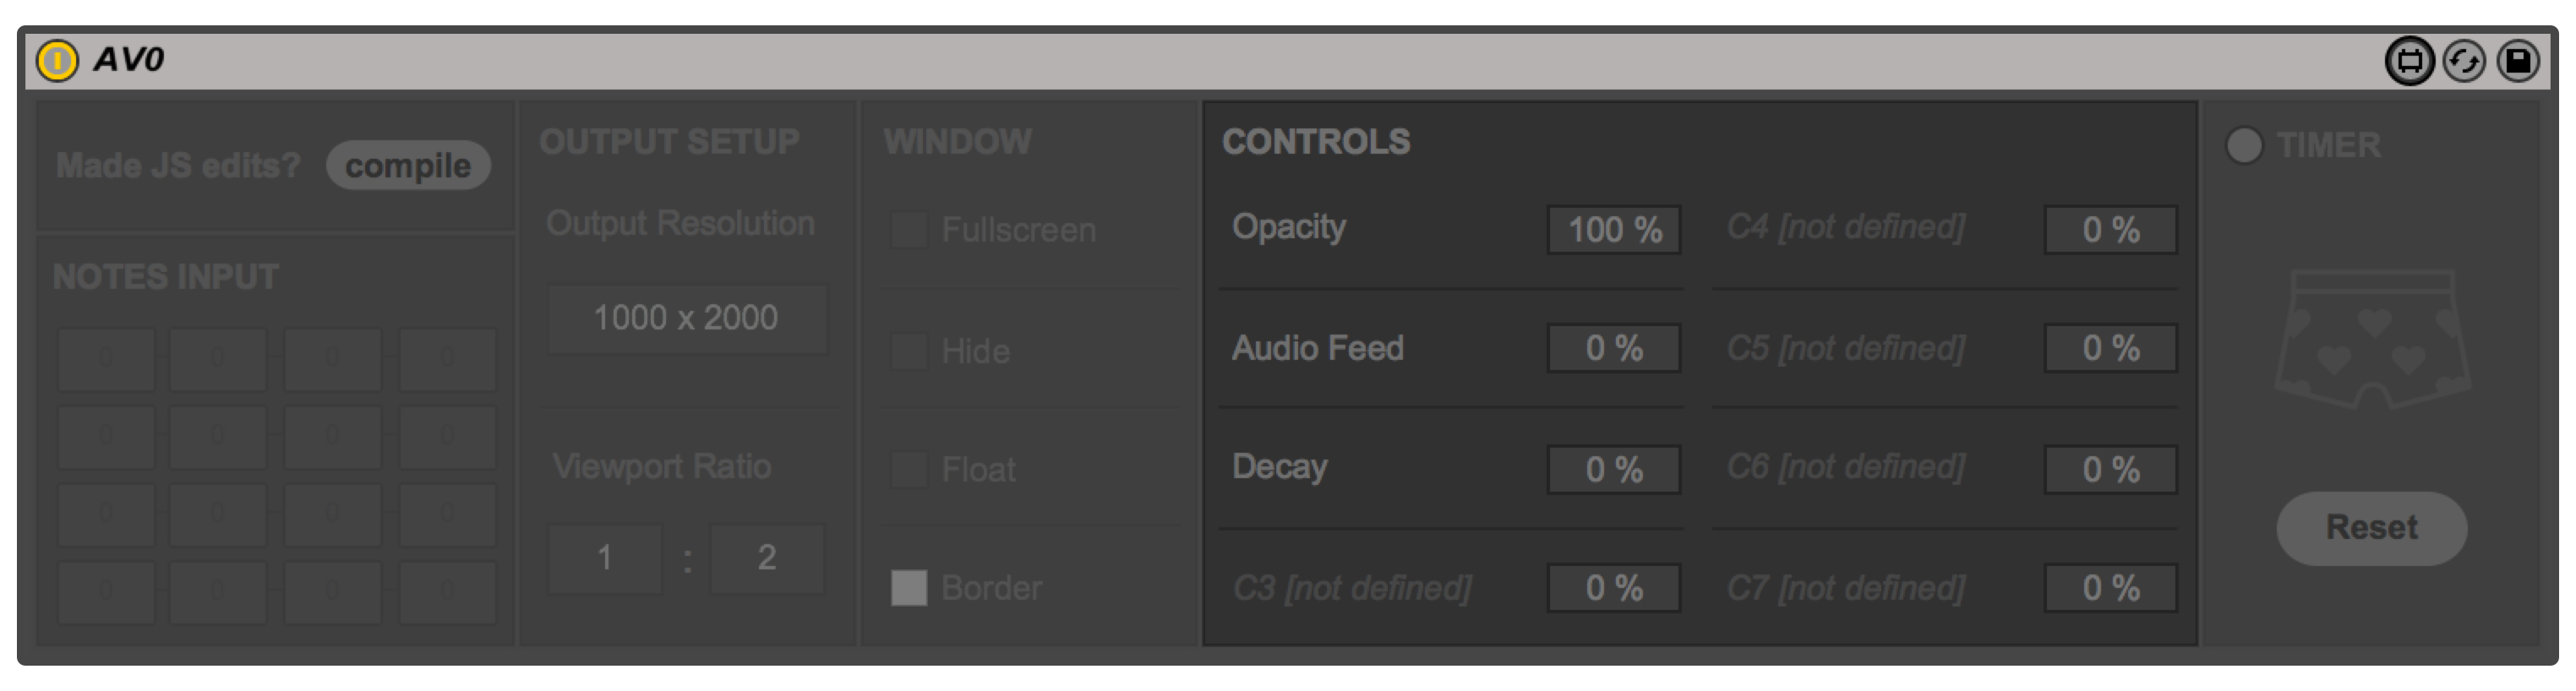 AV0
Made JS edits? compile
NOTES INPUT
0 0 0 0
0 0 0 0
0 0 0 0
0 0 0 0
OUTPUT SETUP
Output Resolution
1000 x 2000
Viewport Ratio
1 : 2
WINDOW
Fullscreen
Hide
Float
Border
CONTROLS
Opacity 100 % C4 [not defined] 0 %
Audio Feed 0 % C5 [not defined] 0 %
Decay 0 % C6 [not defined] 0 %
C3 [not defined] 0 % C7 [not defined] 0 %
TIMER
Reset